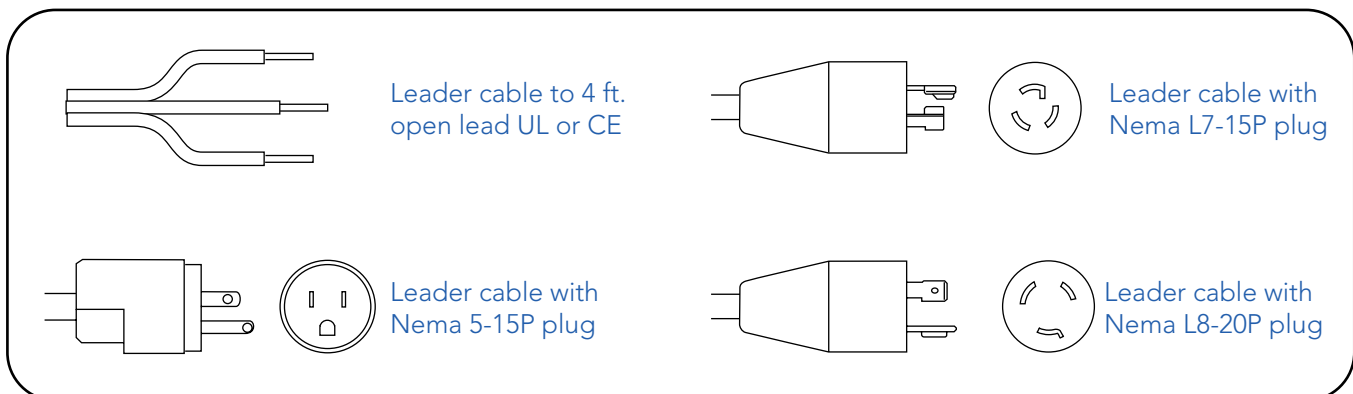 Leader cable to 4 ft.
open lead UL or CE
Leader cable with
Nema L7-15P plug
Leader cable with
Nema 5-15P plug
Leader cable with
Nema L8-20P plug